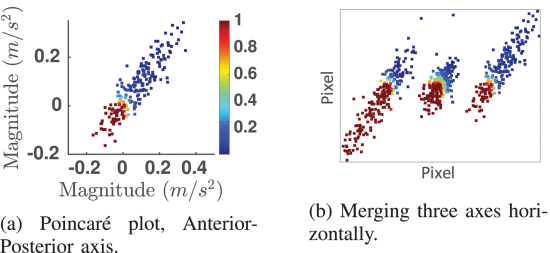 Magnitude (m/s²)
0.2
0
-0.2
-0.2 0 0.2 0.4
Magnitude (m/s²)
1
0.8
0.6
0.4
0.2
(a) Poincaré plot, Anterior-
Posterior axis.
Pixel
Pixel
(b) Merging three axes hori-
zontally.